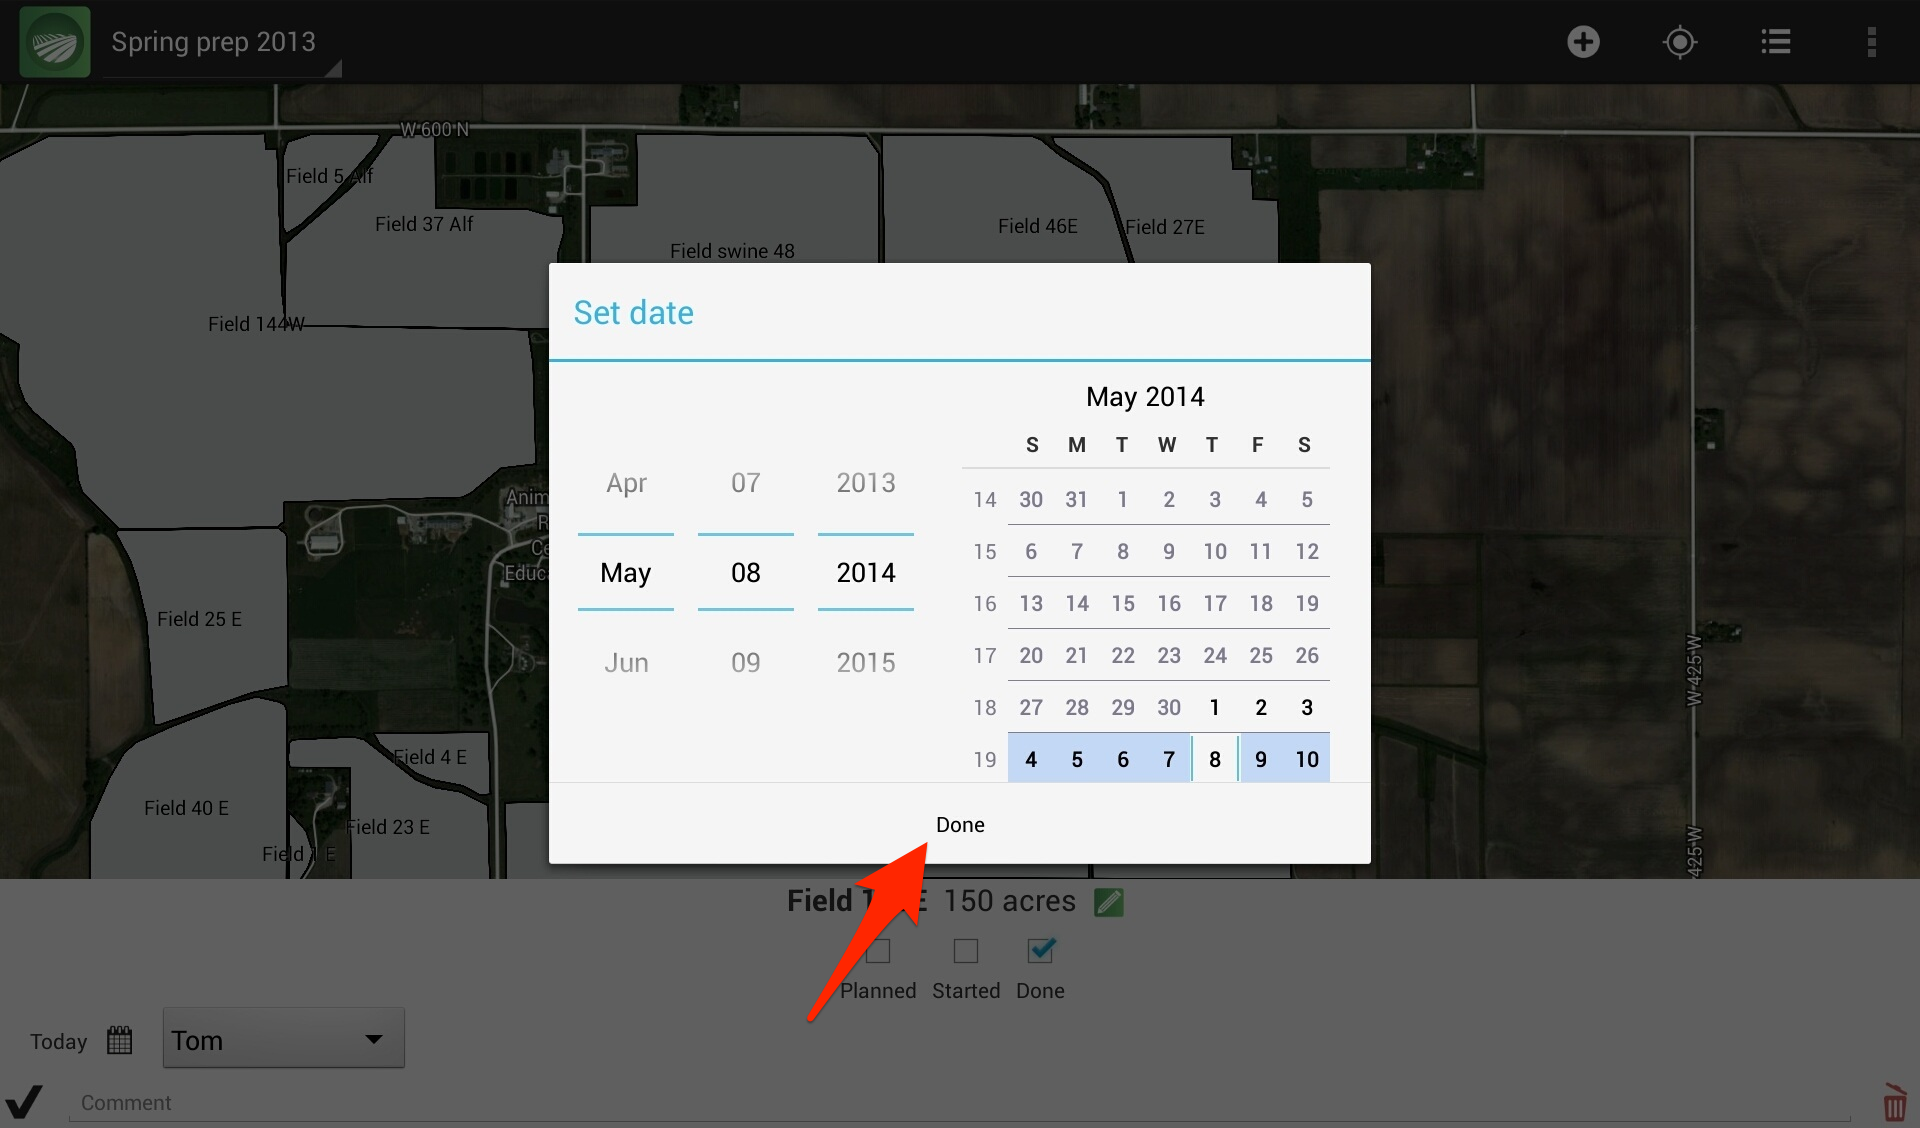 Spring prep 2013
W 600 N
Field 5 Alf
Field 37 Alf
Field swine 48
Field 46E
Field 27E
Field 144W
Set date
May 2014
S M T W T F S
Apr 07 2013
14 30 31 1 2 3 4 5
15 6 7 8 9 10 11 12
May 08 2014
16 13 14 15 16 17 18 19
Jun 09 2015
17 20 21 22 23 24 25 26
18 27 28 29 30 1 2 3
19 4 5 6 7 8 9 10
Done
Field 25 E
W 425 W
Field 4 E
Field 40 E
Field 23 E
425 W
Field 150 acres
Planned Started Done
Today Tom
Comment